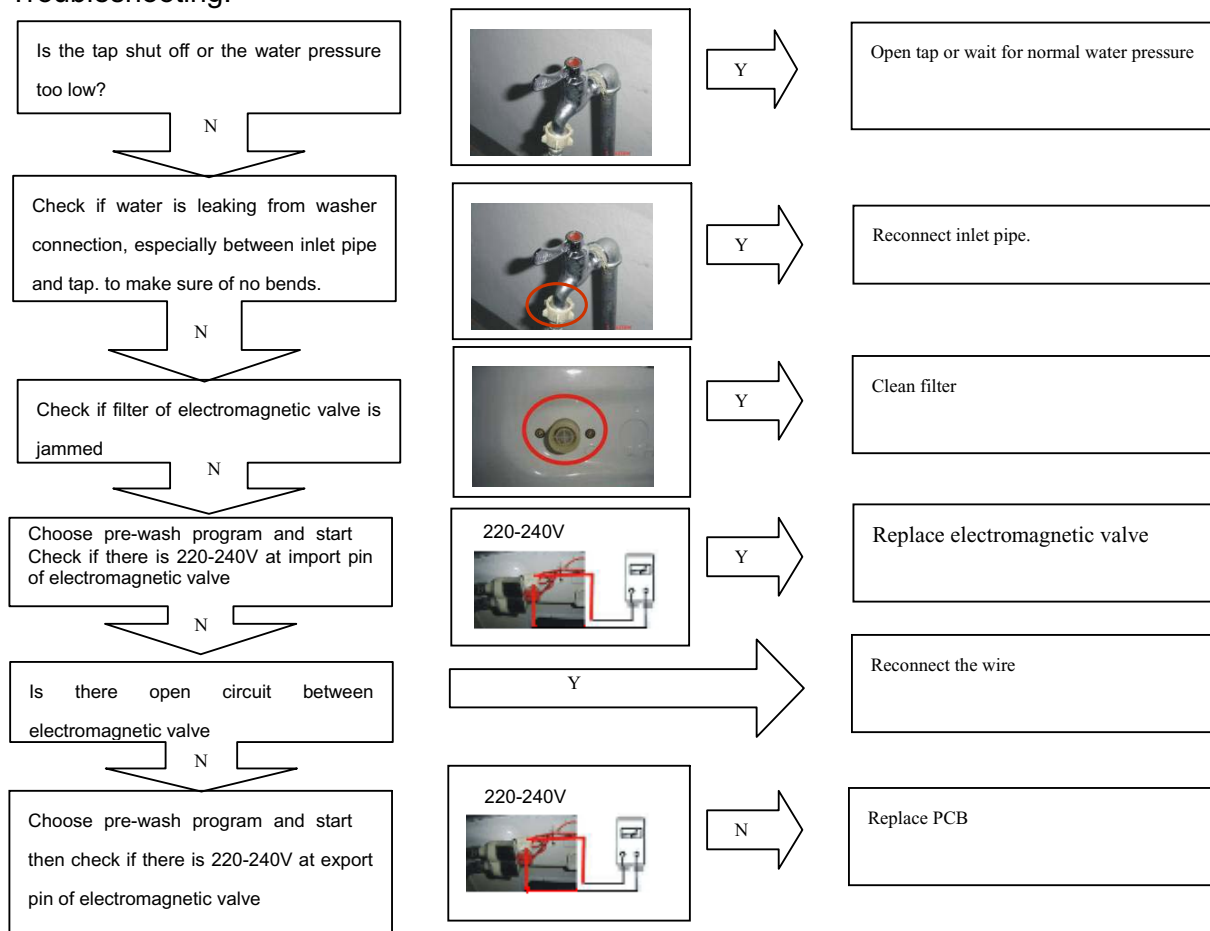 Troubleshooting:
Is the tap shut off or the water pressure
too low?
Y
Open tap or wait for normal water pressure
N
Check if water is leaking from washer
connection, especially between inlet pipe
and tap. to make sure of no bends.
Y
Reconnect inlet pipe.
N
Check if filter of electromagnetic valve is
jammed
Y
Clean filter
N
Choose pre-wash program and start
Check if there is 220-240V at import pin
of electromagnetic valve
220-240V
Y
Replace electromagnetic valve
N
Is there open circuit between
electromagnetic valve
Y
Reconnect the wire
N
Choose pre-wash program and start
then check if there is 220-240V at export
pin of electromagnetic valve
220-240V
N
Replace PCB